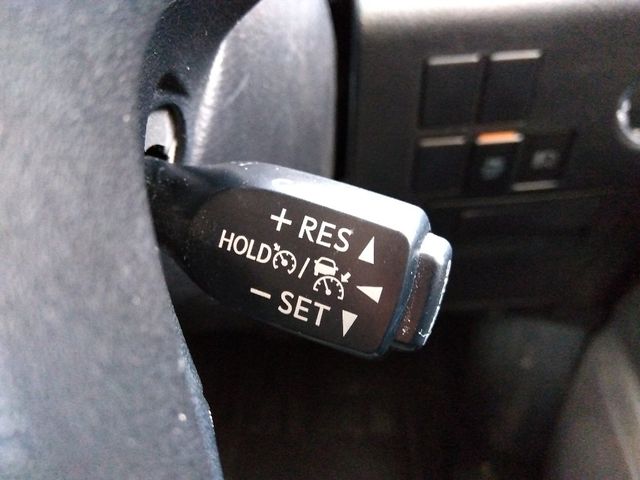 + RES
HOLD /
- SET